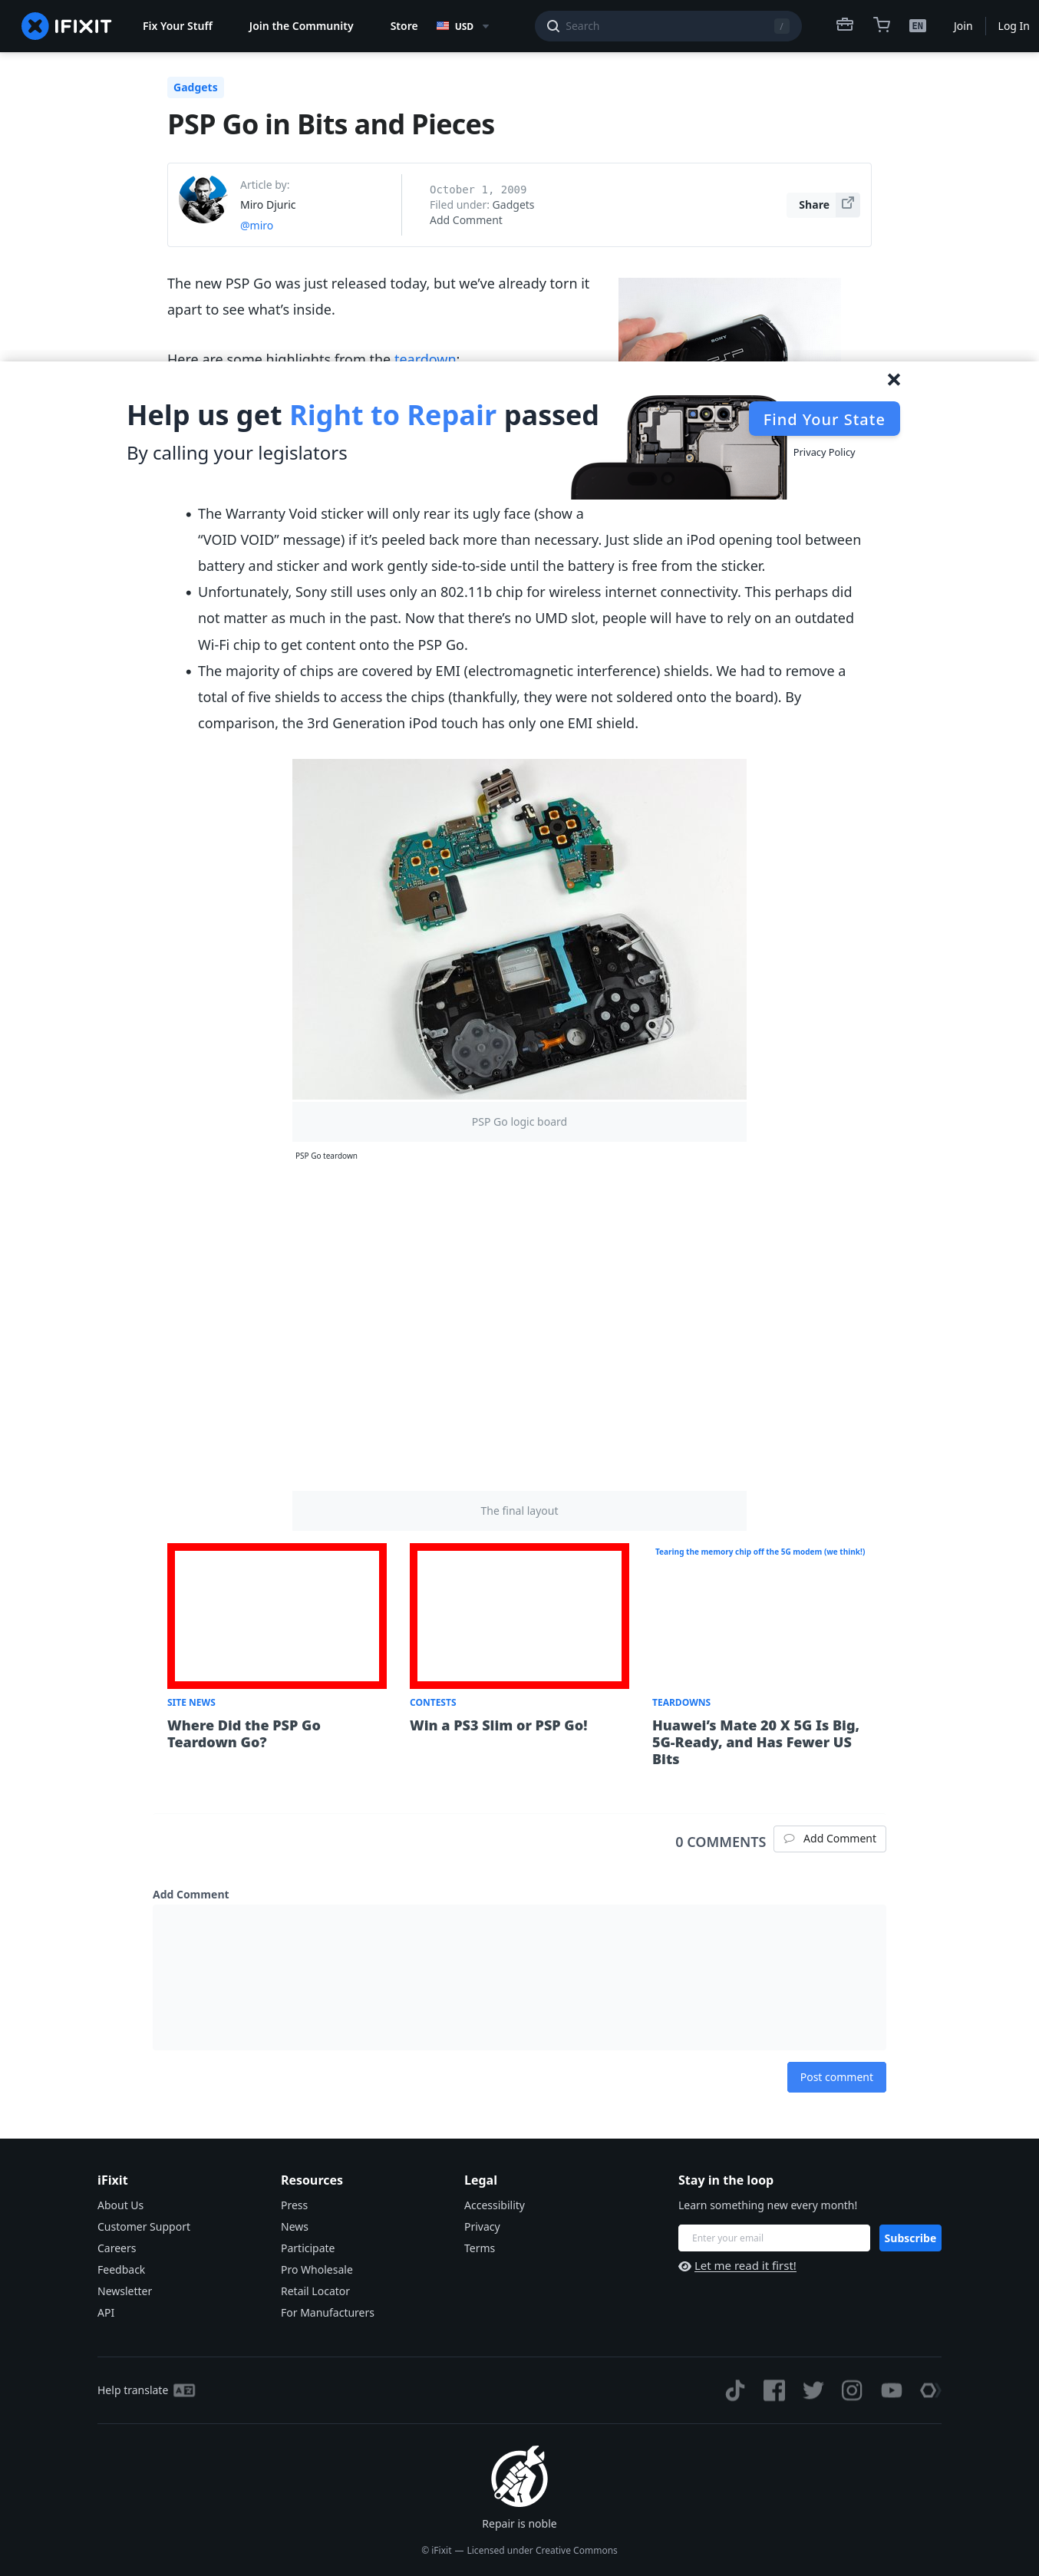 IFIXIT
Fix Your Stuff
Join the Community
Store
USD
Search
/
EN
Join
Log In
Gadgets
PSP Go in Bits and Pieces
Article by:
Miro Djuric
@miro
October 1, 2009
Filed under: Gadgets
Add Comment
Share
The new PSP Go was just released today, but we’ve already torn it
apart to see what’s inside.
SONY
PSP
Here are some highlights from the teardown:
Help us get Right to Repair passed
By calling your legislators
Find Your State
Privacy Policy
• The Warranty Void sticker will only rear its ugly face (show a
“VOID VOID” message) if it’s peeled back more than necessary. Just slide an iPod opening tool between
battery and sticker and work gently side-to-side until the battery is free from the sticker.
• Unfortunately, Sony still uses only an 802.11b chip for wireless internet connectivity. This perhaps did
not matter as much in the past. Now that there’s no UMD slot, people will have to rely on an outdated
Wi-Fi chip to get content onto the PSP Go.
• The majority of chips are covered by EMI (electromagnetic interference) shields. We had to remove a
total of five shields to access the chips (thankfully, they were not soldered onto the board). By
comparison, the 3rd Generation iPod touch has only one EMI shield.
PSP Go logic board
PSP Go teardown
The final layout
Tearing the memory chip off the 5G modem (we think!)
SITE NEWS
Where Did the PSP Go
Teardown Go?
CONTESTS
Win a PS3 Slim or PSP Go!
TEARDOWNS
Huawei’s Mate 20 X 5G Is Big,
5G-Ready, and Has Fewer US
Bits
0 COMMENTS
Add Comment
Add Comment
Post comment
iFixit
About Us
Customer Support
Careers
Feedback
Newsletter
API
Resources
Press
News
Participate
Pro Wholesale
Retail Locator
For Manufacturers
Legal
Accessibility
Privacy
Terms
Stay in the loop
Learn something new every month!
Enter your email
Subscribe
Let me read it first!
Help translate
Repair is noble
© iFixit — Licensed under Creative Commons